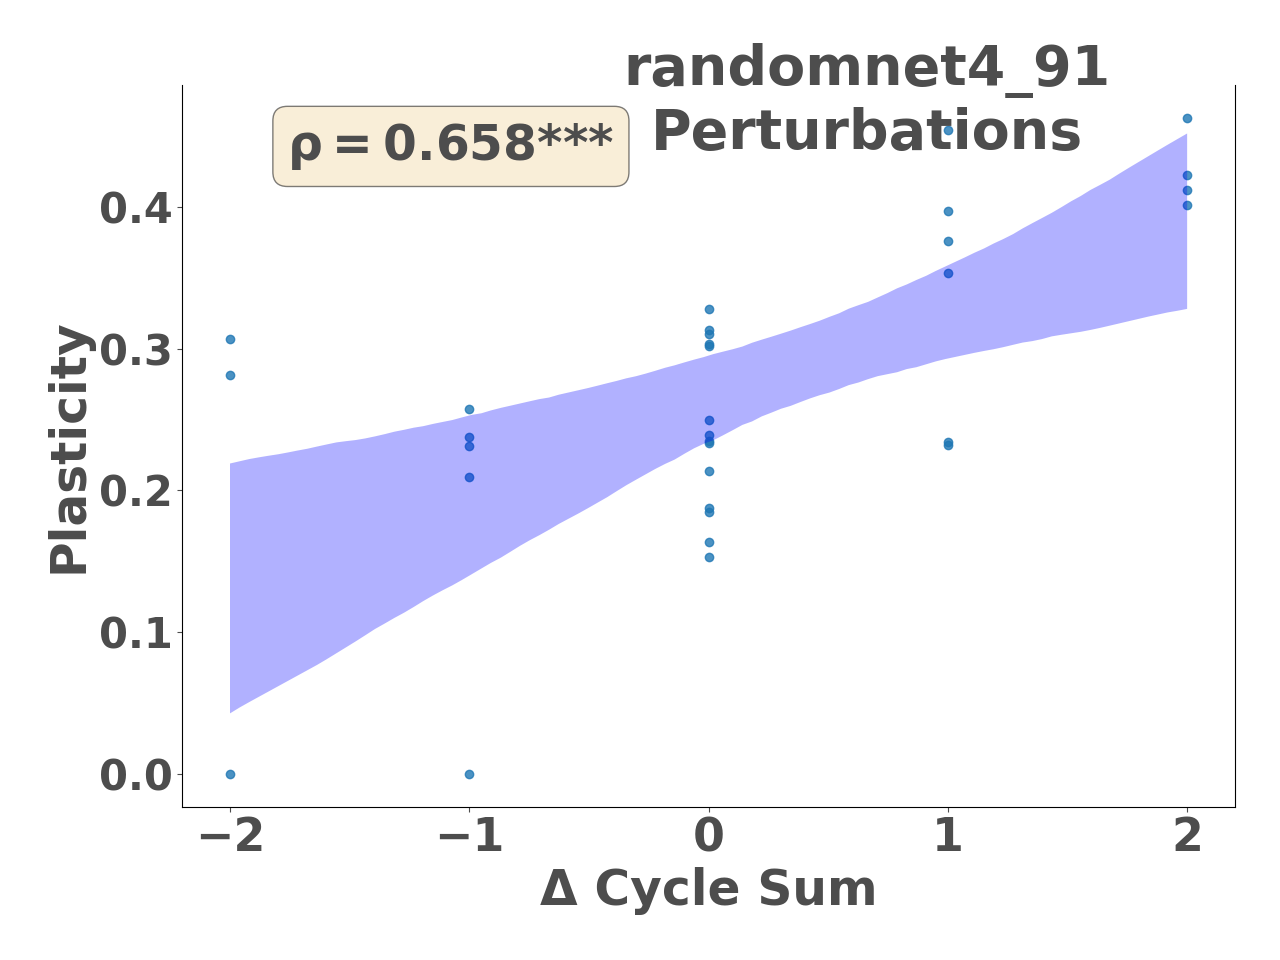 randomnet4_91
Perturbations
ρ = 0.658***
Plasticity
0.4
0.3
0.2
0.1
0.0
−2
−1
0
1
2
Δ Cycle Sum